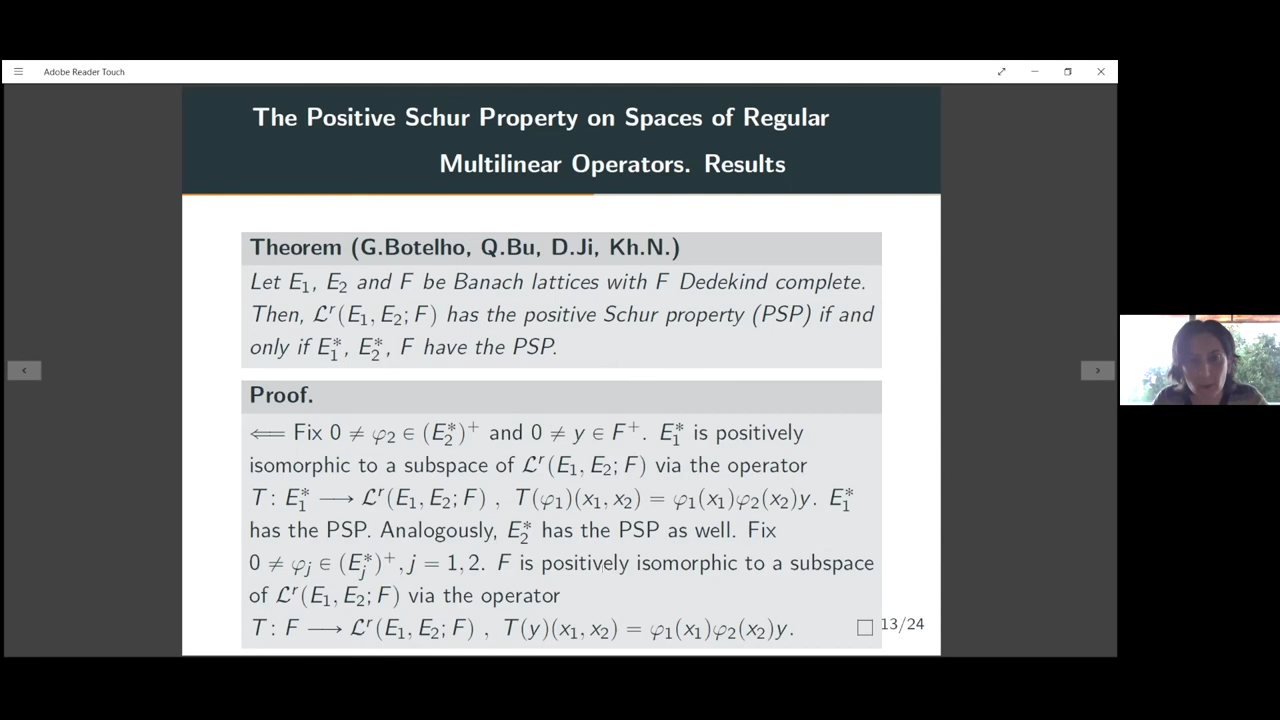 Adobe Reader Touch
The Positive Schur Property on Spaces of Regular
Multilinear Operators. Results
Theorem (G.Botelho, Q.Bu, D.Ji, Kh.N.)
Let E₁, E₂ and F be Banach lattices with F Dedekind complete.
Then, ℒʳ(E₁, E₂; F) has the positive Schur property (PSP) if and
only if E₁*, E₂*, F have the PSP.
Proof.
⟸ Fix 0 ≠ φ₂ ∈ (E₂*)⁺ and 0 ≠ y ∈ F⁺. E₁* is positively
isomorphic to a subspace of ℒʳ(E₁, E₂; F) via the operator
T: E₁* ⟶ ℒʳ(E₁, E₂; F) , T(φ₁)(x₁, x₂) = φ₁(x₁)φ₂(x₂)y. E₁*
has the PSP. Analogously, E₂* has the PSP as well. Fix
0 ≠ φⱼ ∈ (Eⱼ*)⁺, j = 1, 2. F is positively isomorphic to a subspace
of ℒʳ(E₁, E₂; F) via the operator
T: F ⟶ ℒʳ(E₁, E₂; F) , T(y)(x₁, x₂) = φ₁(x₁)φ₂(x₂)y. □
13/24